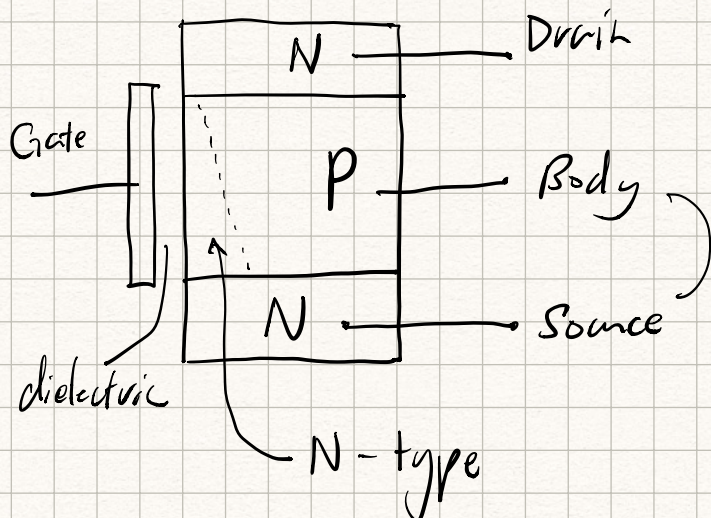 N
Drain
Gate
P
Body
N
Source
dielectric
N-type